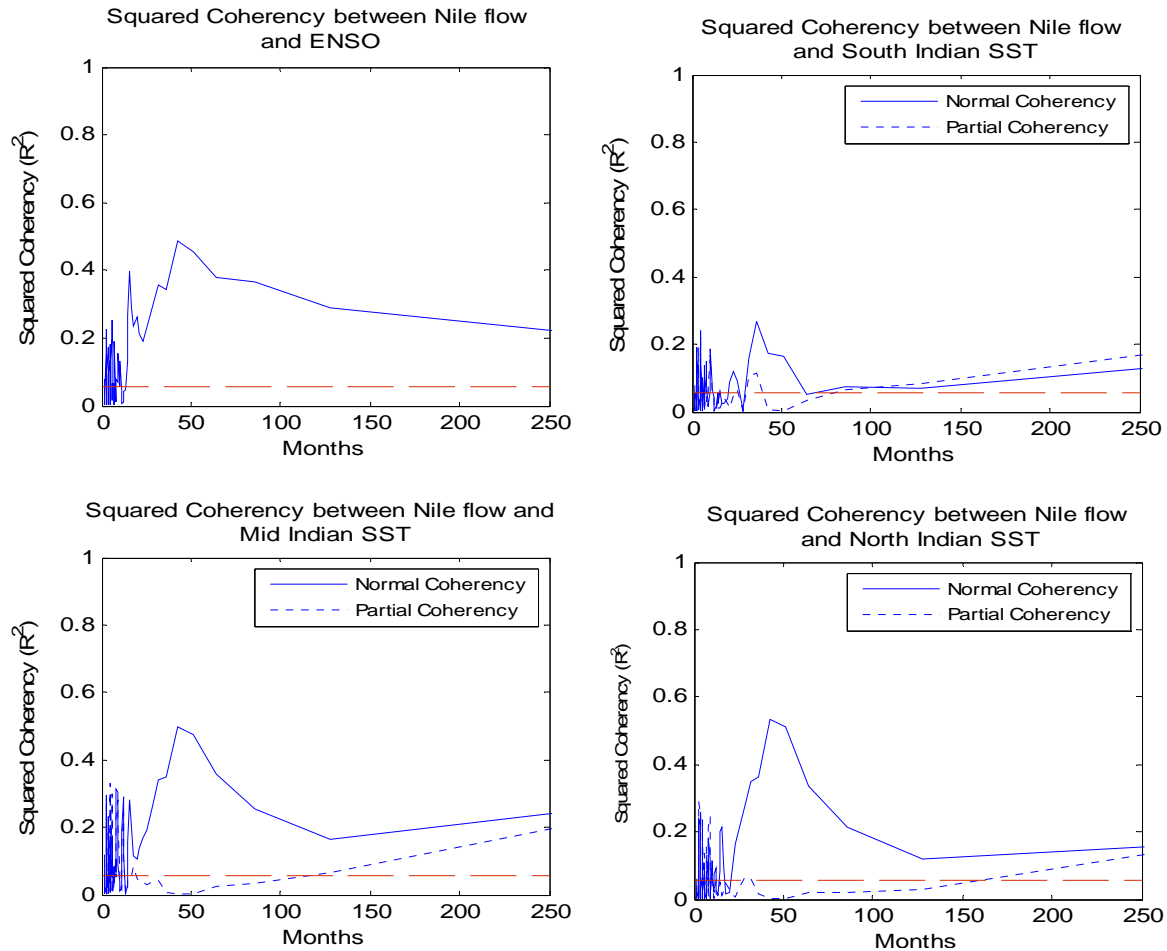 Squared Coherency between Nile flow
and ENSO
Squared Coherency (R2)
1
0.8
0.6
0.4
0.2
0
0
50
100
150
200
250
Months
Squared Coherency between Nile flow
and South Indian SST
Normal Coherency
Partial Coherency
Squared Coherency (R2)
1
0.8
0.6
0.4
0.2
0
0
50
100
150
200
250
Months
Squared Coherency between Nile flow and
Mid Indian SST
Normal Coherency
Partial Coherency
Squared Coherency (R2)
1
0.8
0.6
0.4
0.2
0
0
50
100
150
200
250
Months
Squared Coherency between Nile flow
and North Indian SST
Normal Coherency
Partial Coherency
Squared Coherency (R2)
1
0.8
0.6
0.4
0.2
0
0
50
100
150
200
250
Months